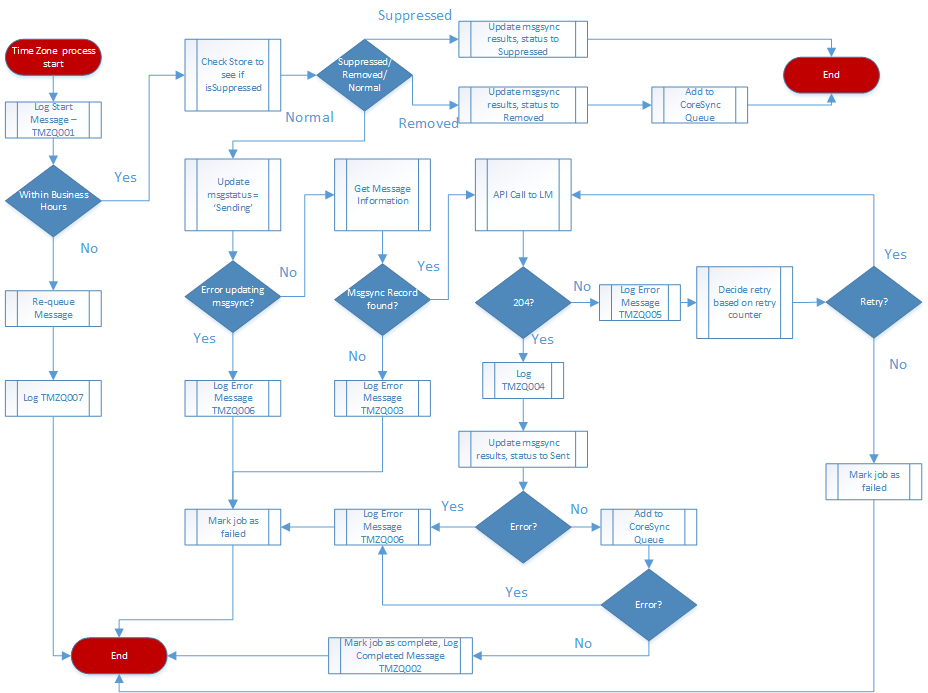 Suppressed
Time Zone process
start
Check Store to
see if
isSuppressed
Suppressed/
Removed/
Normal
Update msgsync
results, status to
Suppressed
End
Log Start
Message –
TMZQ001
Normal
Removed
Update msgsync
results, status to
Removed
Add to
CoreSync
Queue
Yes
Within Business
Hours
No
Update
msgstatus =
‘Sending’
Get Message
Information
API Call to LM
Re-queue
Message
Error updating
msgsync?
No
Yes
Msgsync Record
found?
Yes
No
204?
No
Yes
Log Error
Message
TMZQ005
Decide retry
based on retry
counter
Retry?
Yes
No
Log TMZQ007
Log Error
Message
TMZQ006
Log Error
Message
TMZQ003
Log
TMZQ004
Update msgsync
results, status to Sent
Mark job as
failed
Mark job as
failed
Log Error
Message
TMZQ006
Yes
Error?
No
Add to
CoreSync
Queue
Yes
Error?
No
End
Mark job as complete, Log
Completed Message
TMZQ002